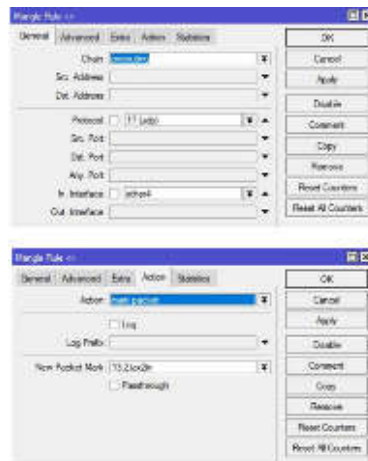 Mangle Rule <>
General Advanced Extra Action Statistics
Chain:
Src. Address:
Dst. Address:
Protocol: 17 (udp)
Src. Port:
Dst. Port:
Any. Port:
In. Interface: ether4
Out. Interface:
OK
Cancel
Apply
Disable
Comment
Copy
Remove
Reset Counters
Reset All Counters
Mangle Rule <>
General Advanced Extra Action Statistics
Action: mark packet
Log
Log Prefix:
New Packet Mark:
Passthrough
OK
Cancel
Apply
Disable
Comment
Copy
Remove
Reset Counters
Reset All Counters